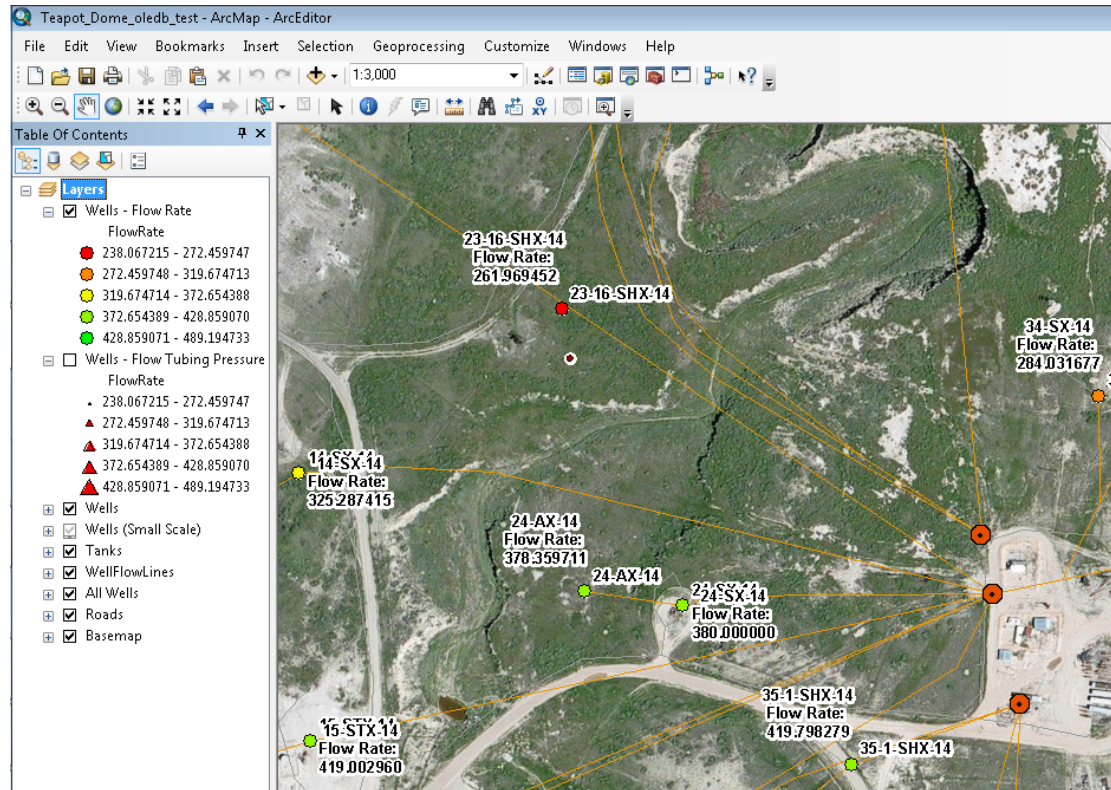 Teapot_Dome_oledb_test - ArcMap - ArcEditor
File Edit View Bookmarks Insert Selection Geoprocessing Customize Windows Help
1:3,000
Table Of Contents
Layers
Wells - Flow Rate
FlowRate
238.067215 - 272.459747
272.459748 - 319.674713
319.674714 - 372.654388
372.654389 - 428.859070
428.859071 - 489.194733
Wells - Flow Tubing Pressure
FlowRate
238.067215 - 272.459747
272.459748 - 319.674713
319.674714 - 372.654388
372.654389 - 428.859070
428.859071 - 489.194733
Wells
Wells (Small Scale)
Tanks
WellFlowLines
All Wells
Roads
Basemap
XY
23-16-SHX-14
Flow Rate:
261.969452
23-16-SHX-14
34-SX-14
Flow Rate:
284.031677
14-SX-14
Flow Rate:
325.287415
24-AX-14
Flow Rate:
378.359711
24-AX-14
24-SX-14
Flow Rate:
380.000000
35-1-SHX-14
Flow Rate:
419.798279
35-1-SHX-14
15-STX-14
Flow Rate:
419.002960